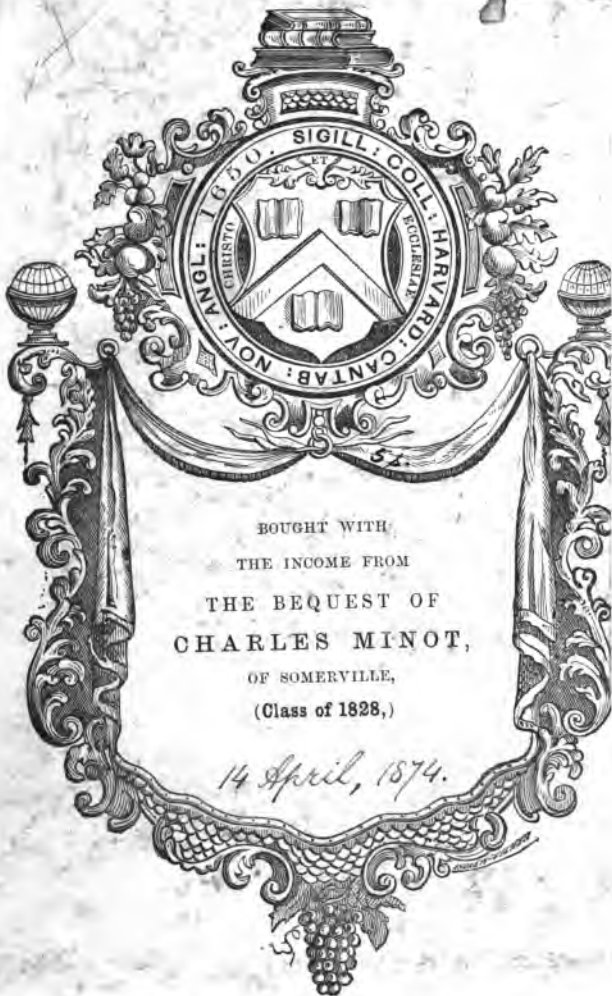 SIGILL: COLL: HARVARD: CANTAB: NOV: ANGL: 1650.
ET
CHRISTO
ECCLESIAE
52.
BOUGHT WITH
THE INCOME FROM
THE BEQUEST OF
CHARLES MINOT,
OF SOMERVILLE,
(Class of 1828,)
14 April, 1874.